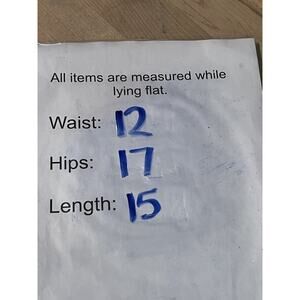 All items are measured while
lying flat.
Waist: 12
Hips: 17
Length: 15